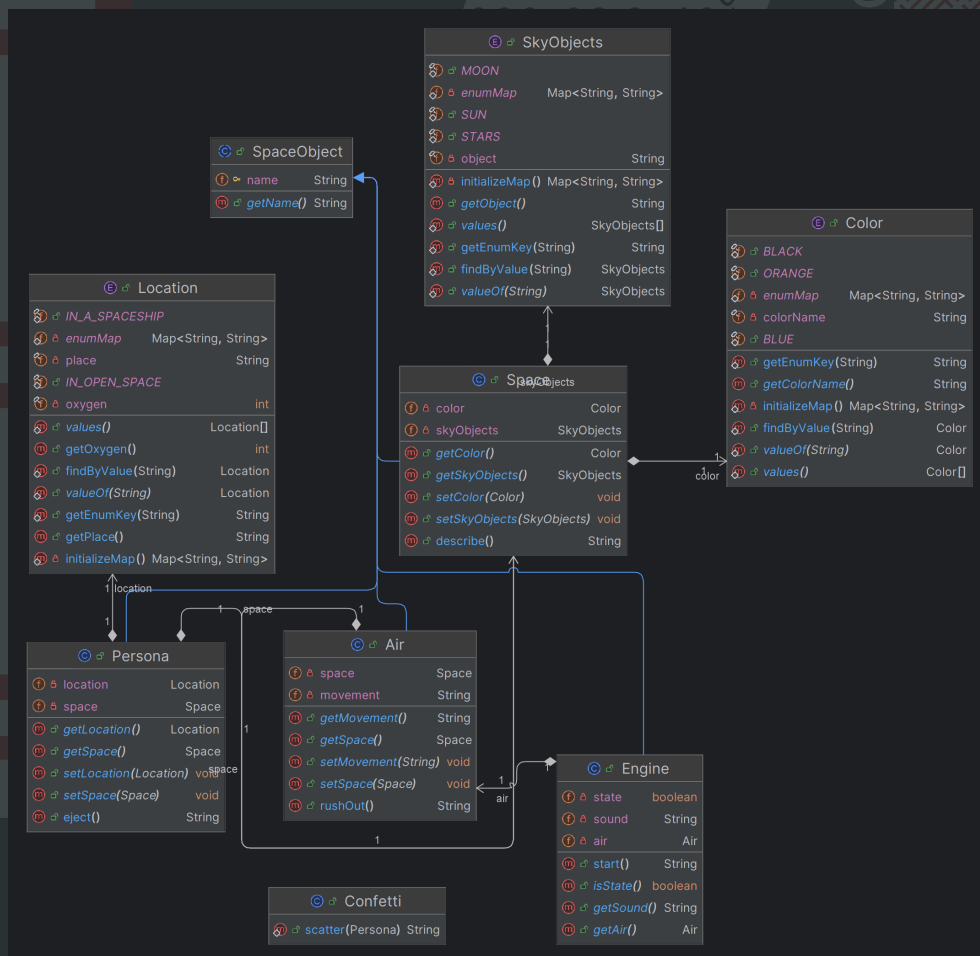 SkyObjects
MOON
enumMap Map<String, String>
SUN
STARS
object String
initializeMap() Map<String, String>
getObject() String
values() SkyObjects[]
getEnumKey(String) String
findByValue(String) SkyObjects
valueOf(String) SkyObjects
SpaceObject
name String
getName() String
Color
BLACK
ORANGE
enumMap Map<String, String>
colorName String
BLUE
getEnumKey(String) String
getColorName() String
initializeMap() Map<String, String>
findByValue(String) Color
valueOf(String) Color
values() Color[]
Location
IN_A_SPACESHIP
enumMap Map<String, String>
place String
IN_OPEN_SPACE
oxygen int
values() Location[]
getOxygen() int
findByValue(String) Location
valueOf(String) Location
getEnumKey(String) String
getPlace() String
initializeMap() Map<String, String>
1
1
Space
skyObjects
color Color
skyObjects SkyObjects
getColor() Color
getSkyObjects() SkyObjects
setColor(Color) void
setSkyObjects(SkyObjects) void
describe() String
1
1
color
1 location
1
1 space 1
Persona
location Location
space Space
getLocation() Location
getSpace() Space
setLocation(Location) void
setSpace(Space) void
eject() String
1
space
1
Air
space Space
movement String
getMovement() String
getSpace() Space
setMovement(String) void
setSpace(Space) void
rushOut() String
1
1
air
Engine
state boolean
sound String
air Air
start() String
isState() boolean
getSound() String
getAir() Air
Confetti
scatter(Persona) String